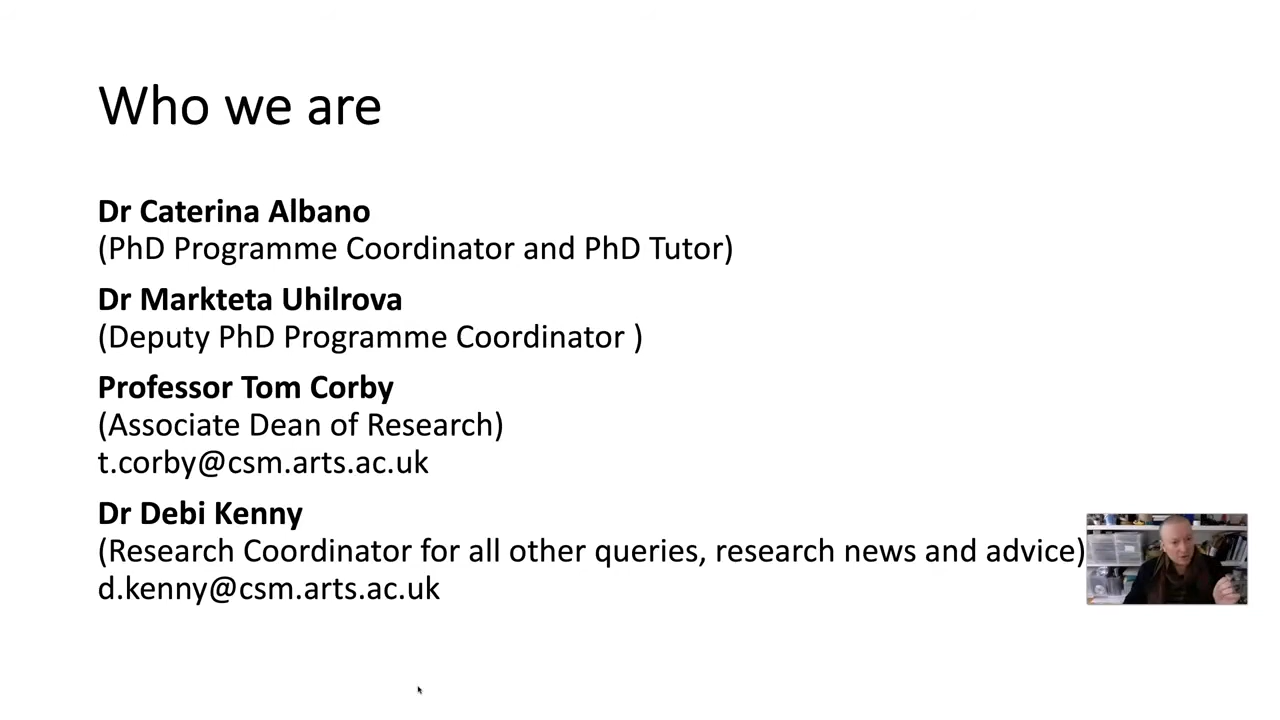 Who we are
Dr Caterina Albano
(PhD Programme Coordinator and PhD Tutor)
Dr Markteta Uhilrova
(Deputy PhD Programme Coordinator )
Professor Tom Corby
(Associate Dean of Research)
t.corby@csm.arts.ac.uk
Dr Debi Kenny
(Research Coordinator for all other queries, research news and advice)
d.kenny@csm.arts.ac.uk